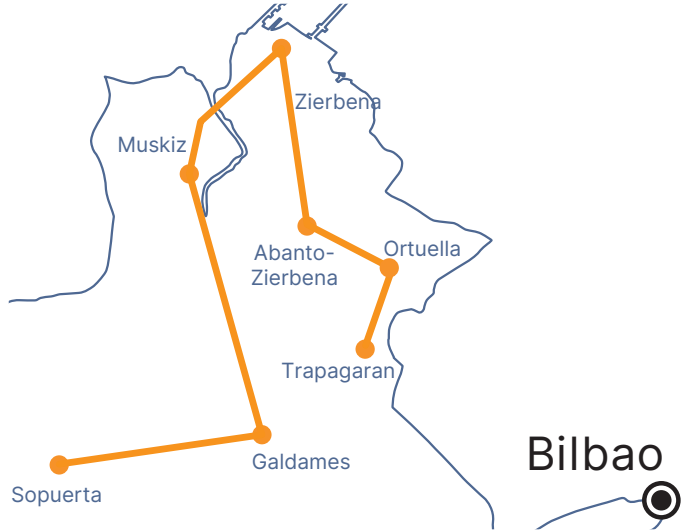 Zierbena
Muskiz
Abanto-
Zierbena
Ortuella
Trapagaran
Galdames
Sopuerta
Bilbao